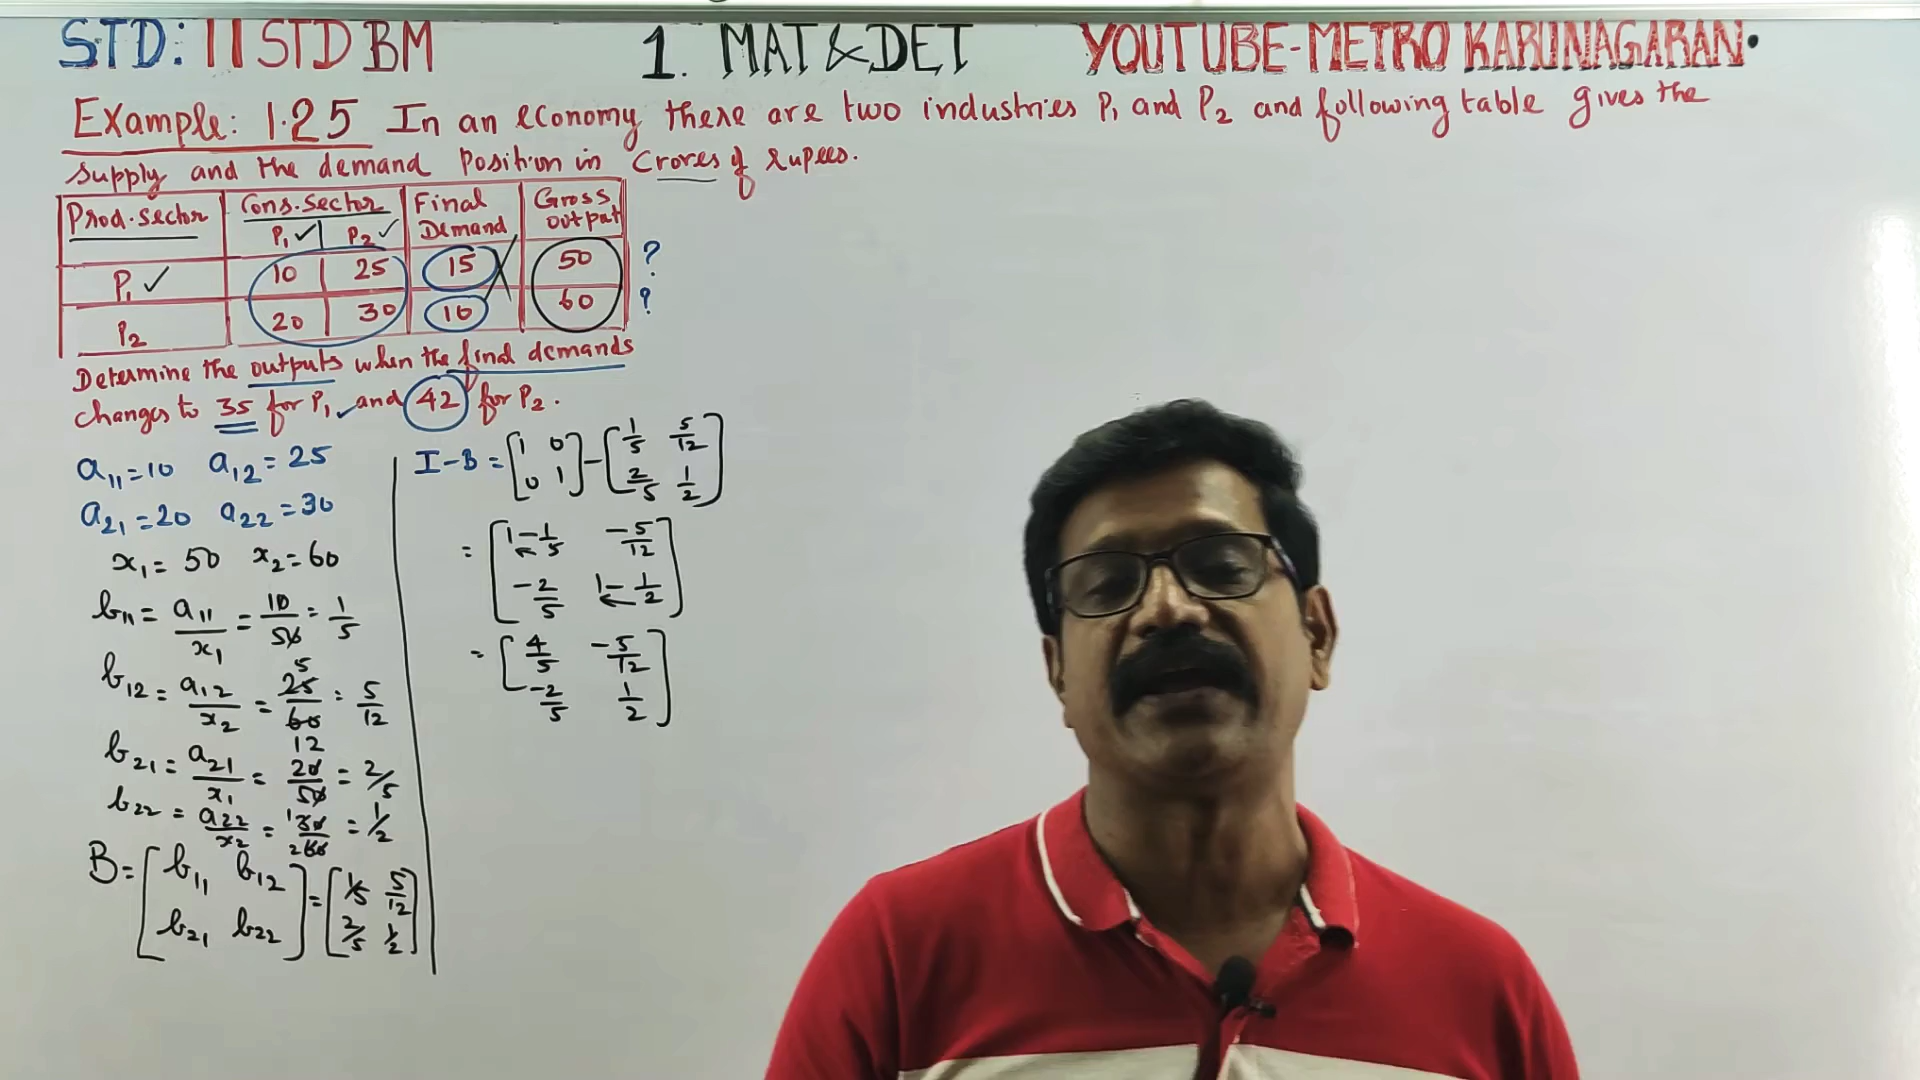 STD: 11 STD BM 1. MAT & DET YOUTUBE-METRO KARUNAGARAN.
Example: 1.25 In an economy there are two industries P₁ and P₂ and following table gives the
supply and the demand position in crores of rupees.
Prod. sector Cons. sector Final Demand Gross output
P₁ ✓ P₂ ✓
P₁ ✓ 10 25 15 50 ?
P₂ 20 30 10 60 ?
Determine the outputs when the final demands
changes to 35 for P₁ and 42 for P₂.
a₁₁ = 10 a₁₂ = 25
a₂₁ = 20 a₂₂ = 30
x₁ = 50 x₂ = 60
b₁₁ = a₁₁/x₁ = 10/50 = 1/5
b₁₂ = a₁₂/x₂ = 25/60 = 5/12
b₂₁ = a₂₁/x₁ = 20/50 = 2/5
b₂₂ = a₂₂/x₂ = 30/60 = 1/2
B = [b₁₁ b₁₂
b₂₁ b₂₂] = [1/5 5/12
2/5 1/2]
I-B = [1 0
0 1] - [1/5 5/12
2/5 1/2]
= [1-1/5 -5/12
-2/5 1-1/2]
= [4/5 -5/12
-2/5 1/2]